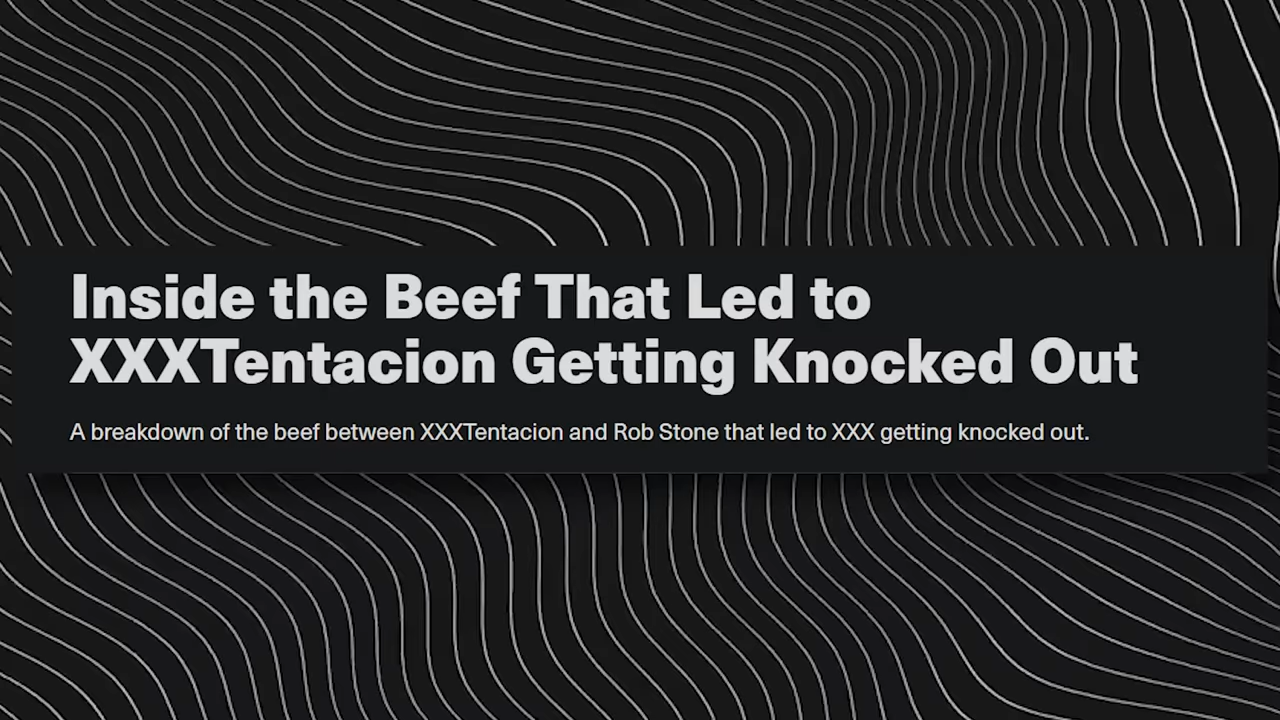 Inside the Beef That Led to
XXXTentacion Getting Knocked Out
A breakdown of the beef between XXXTentacion and Rob Stone that led to XXX getting knocked out.